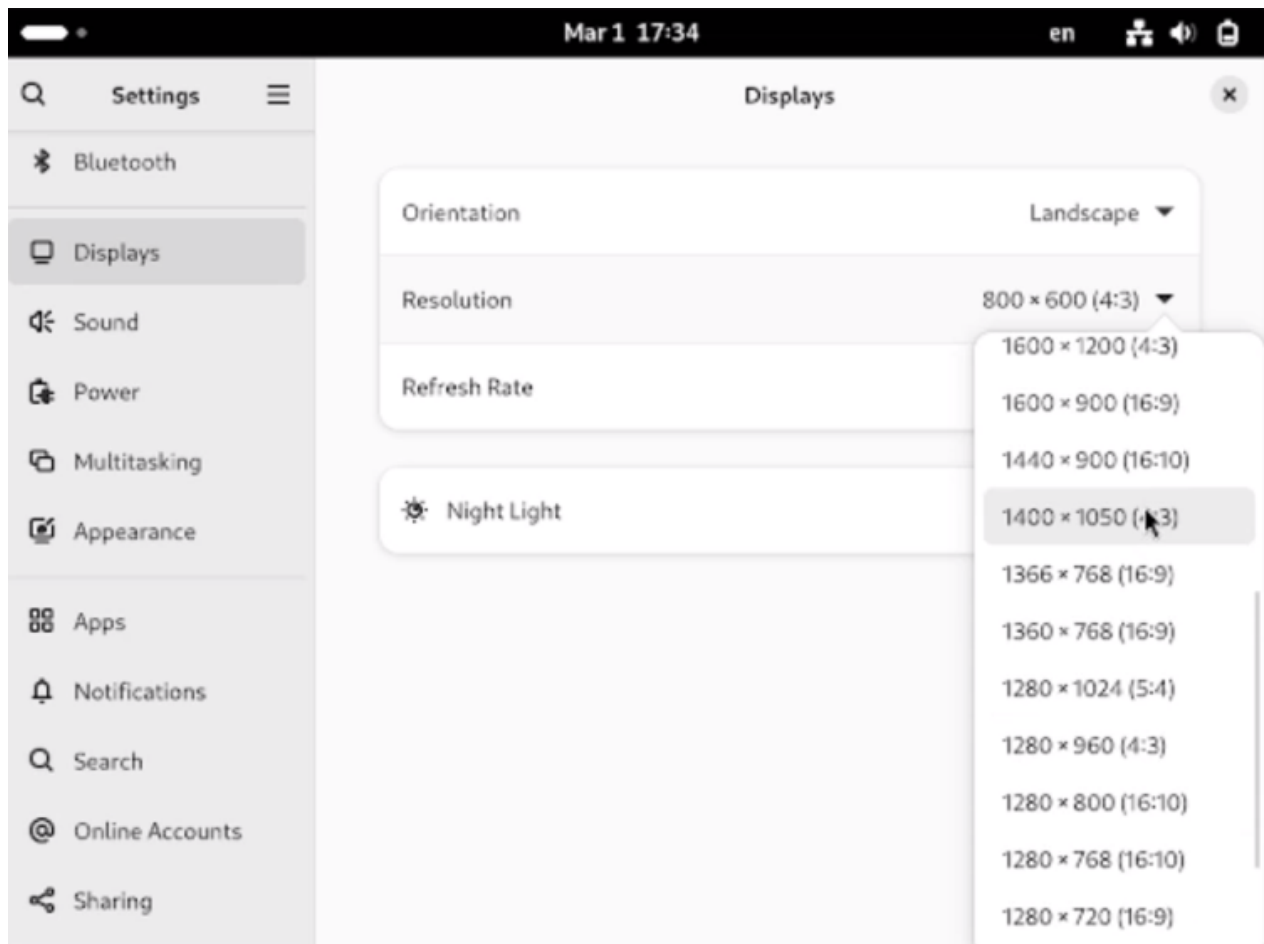 Mar 1 17:34
en
Settings
Displays
Bluetooth
Displays
Sound
Power
Multitasking
Appearance
Apps
Notifications
Search
Online Accounts
Sharing
Orientation
Landscape
Resolution
800 × 600 (4:3)
Refresh Rate
Night Light
1600 × 1200 (4:3)
1600 × 900 (16:9)
1440 × 900 (16:10)
1400 × 1050 (4:3)
1366 × 768 (16:9)
1360 × 768 (16:9)
1280 × 1024 (5:4)
1280 × 960 (4:3)
1280 × 800 (16:10)
1280 × 768 (16:10)
1280 × 720 (16:9)